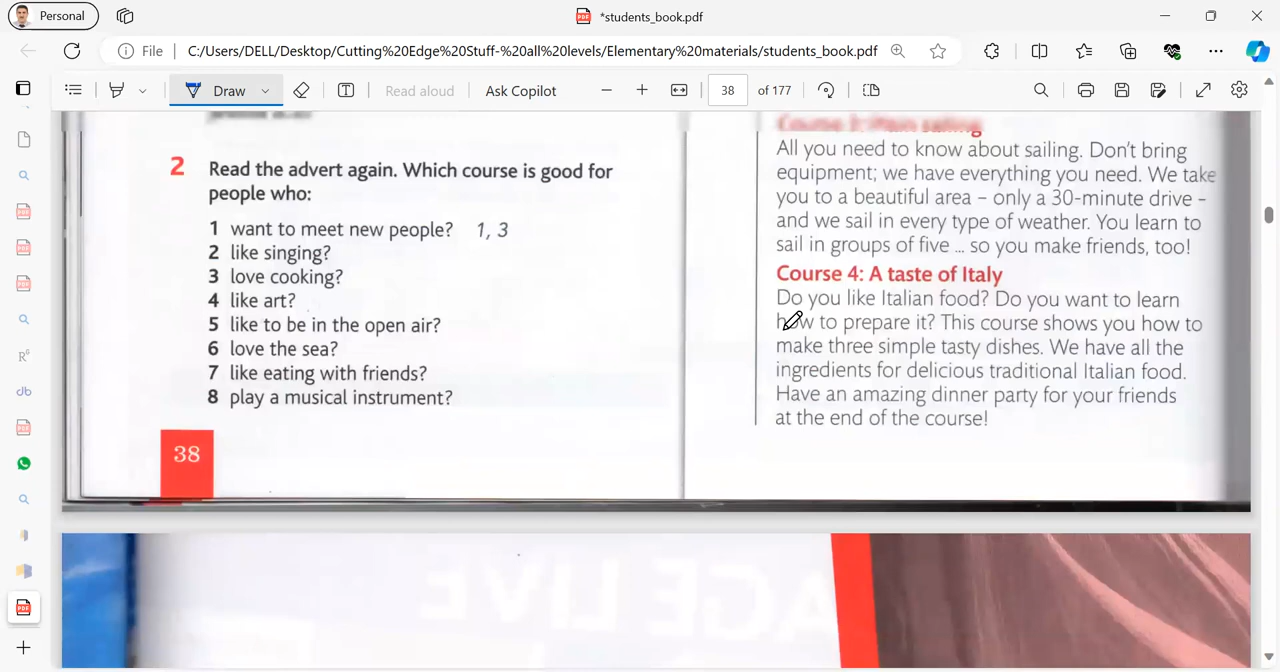 Personal
*students_book.pdf
File
C:/Users/DELL/Desktop/Cutting%20Edge%20Stuff-%20all%20levels/Elementary%20materials/students_book.pdf
Draw
Read aloud
Ask Copilot
38
of 177
2 Read the advert again. Which course is good for
people who:
1 want to meet new people? 1, 3
2 like singing?
3 love cooking?
4 like art?
5 like to be in the open air?
6 love the sea?
7 like eating with friends?
8 play a musical instrument?
38
All you need to know about sailing. Don't bring
equipment; we have everything you need. We take
you to a beautiful area – only a 30-minute drive –
and we sail in every type of weather. You learn to
sail in groups of five ... so you make friends, too!
Course 4: A taste of Italy
Do you like Italian food? Do you want to learn
how to prepare it? This course shows you how to
make three simple tasty dishes. We have all the
ingredients for delicious traditional Italian food.
Have an amazing dinner party for your friends
at the end of the course!